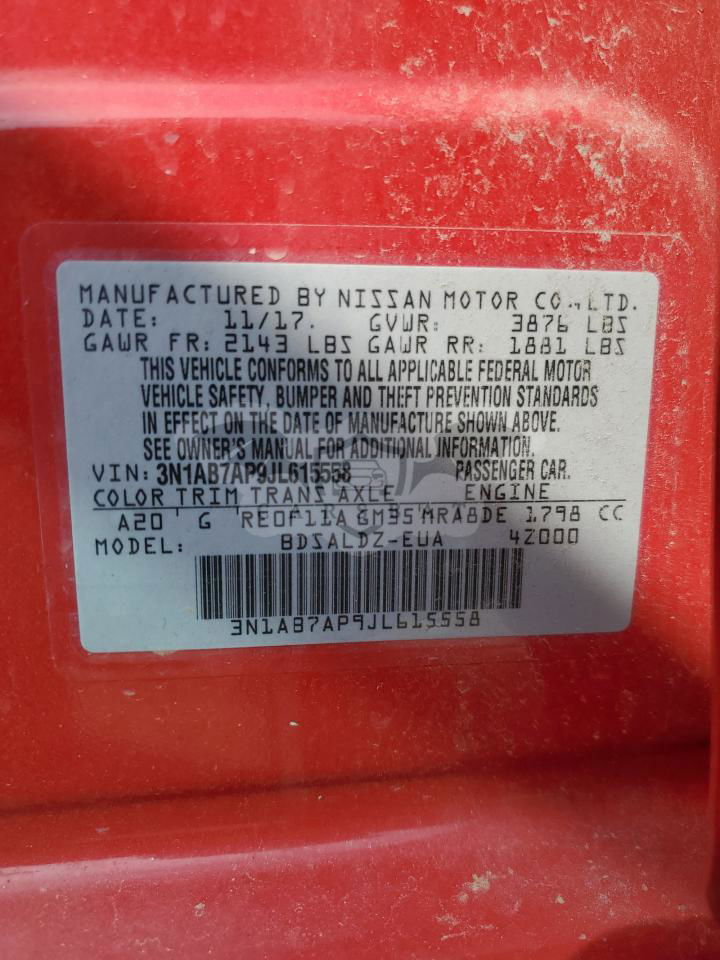 MANUFACTURED BY NISSAN MOTOR CO.,LTD.
DATE: 11/17. GVWR: 3876 LBS
GAWR FR: 2143 LBS GAWR RR: 1881 LBS
THIS VEHICLE CONFORMS TO ALL APPLICABLE FEDERAL MOTOR
VEHICLE SAFETY, BUMPER AND THEFT PREVENTION STANDARDS
IN EFFECT ON THE DATE OF MANUFACTURE SHOWN ABOVE.
SEE OWNER'S MANUAL FOR ADDITIONAL INFORMATION.
VIN: 3N1AB7AP9JL615558 PASSENGER CAR.
COLOR TRIM TRANS AXLE ENGINE
A20 G RE0F11A GM35 MRA8DE 1798 CC
MODEL: BDSALDZ-EUA 4Z000
3N1AB7AP9JL615558